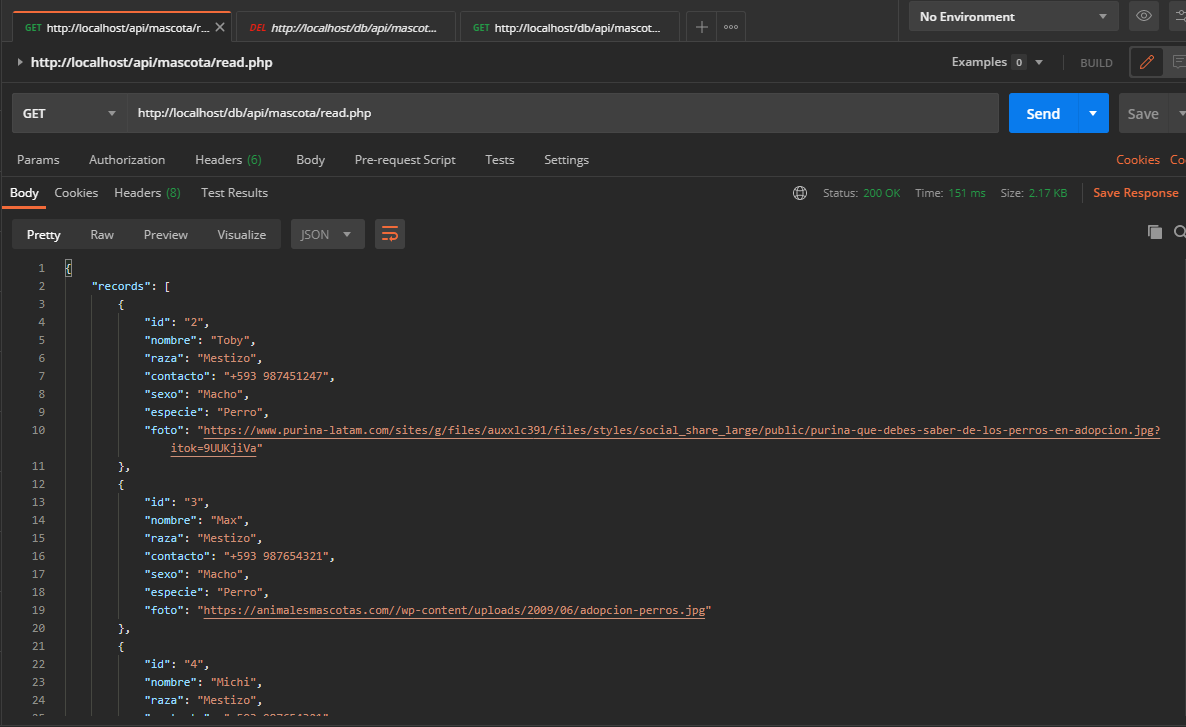 GET http://localhost/api/mascota/r...
DEL http://localhost/db/api/mascot...
GET http://localhost/db/api/mascot...
No Environment
http://localhost/api/mascota/read.php
Examples 0
BUILD
GET
http://localhost/db/api/mascota/read.php
Send
Save
Params Authorization Headers (6) Body Pre-request Script Tests Settings
Cookies Co
Body Cookies Headers (8) Test Results
Status: 200 OK Time: 151 ms Size: 2.17 KB Save Response
Pretty Raw Preview Visualize JSON
1 {
2 "records": [
3 {
4 "id": "2",
5 "nombre": "Toby",
6 "raza": "Mestizo",
7 "contacto": "+593 987451247",
8 "sexo": "Macho",
9 "especie": "Perro",
10 "foto": "https://www.purina-latam.com/sites/g/files/auxxlc391/files/styles/social_share_large/public/purina-que-debes-saber-de-los-perros-en-adopcion.jpg?
itok=9UUKjiVa"
11 },
12 {
13 "id": "3",
14 "nombre": "Max",
15 "raza": "Mestizo",
16 "contacto": "+593 987654321",
17 "sexo": "Macho",
18 "especie": "Perro",
19 "foto": "https://animalesmascotas.com//wp-content/uploads/2009/06/adopcion-perros.jpg"
20 },
21 {
22 "id": "4",
23 "nombre": "Michi",
24 "raza": "Mestizo",